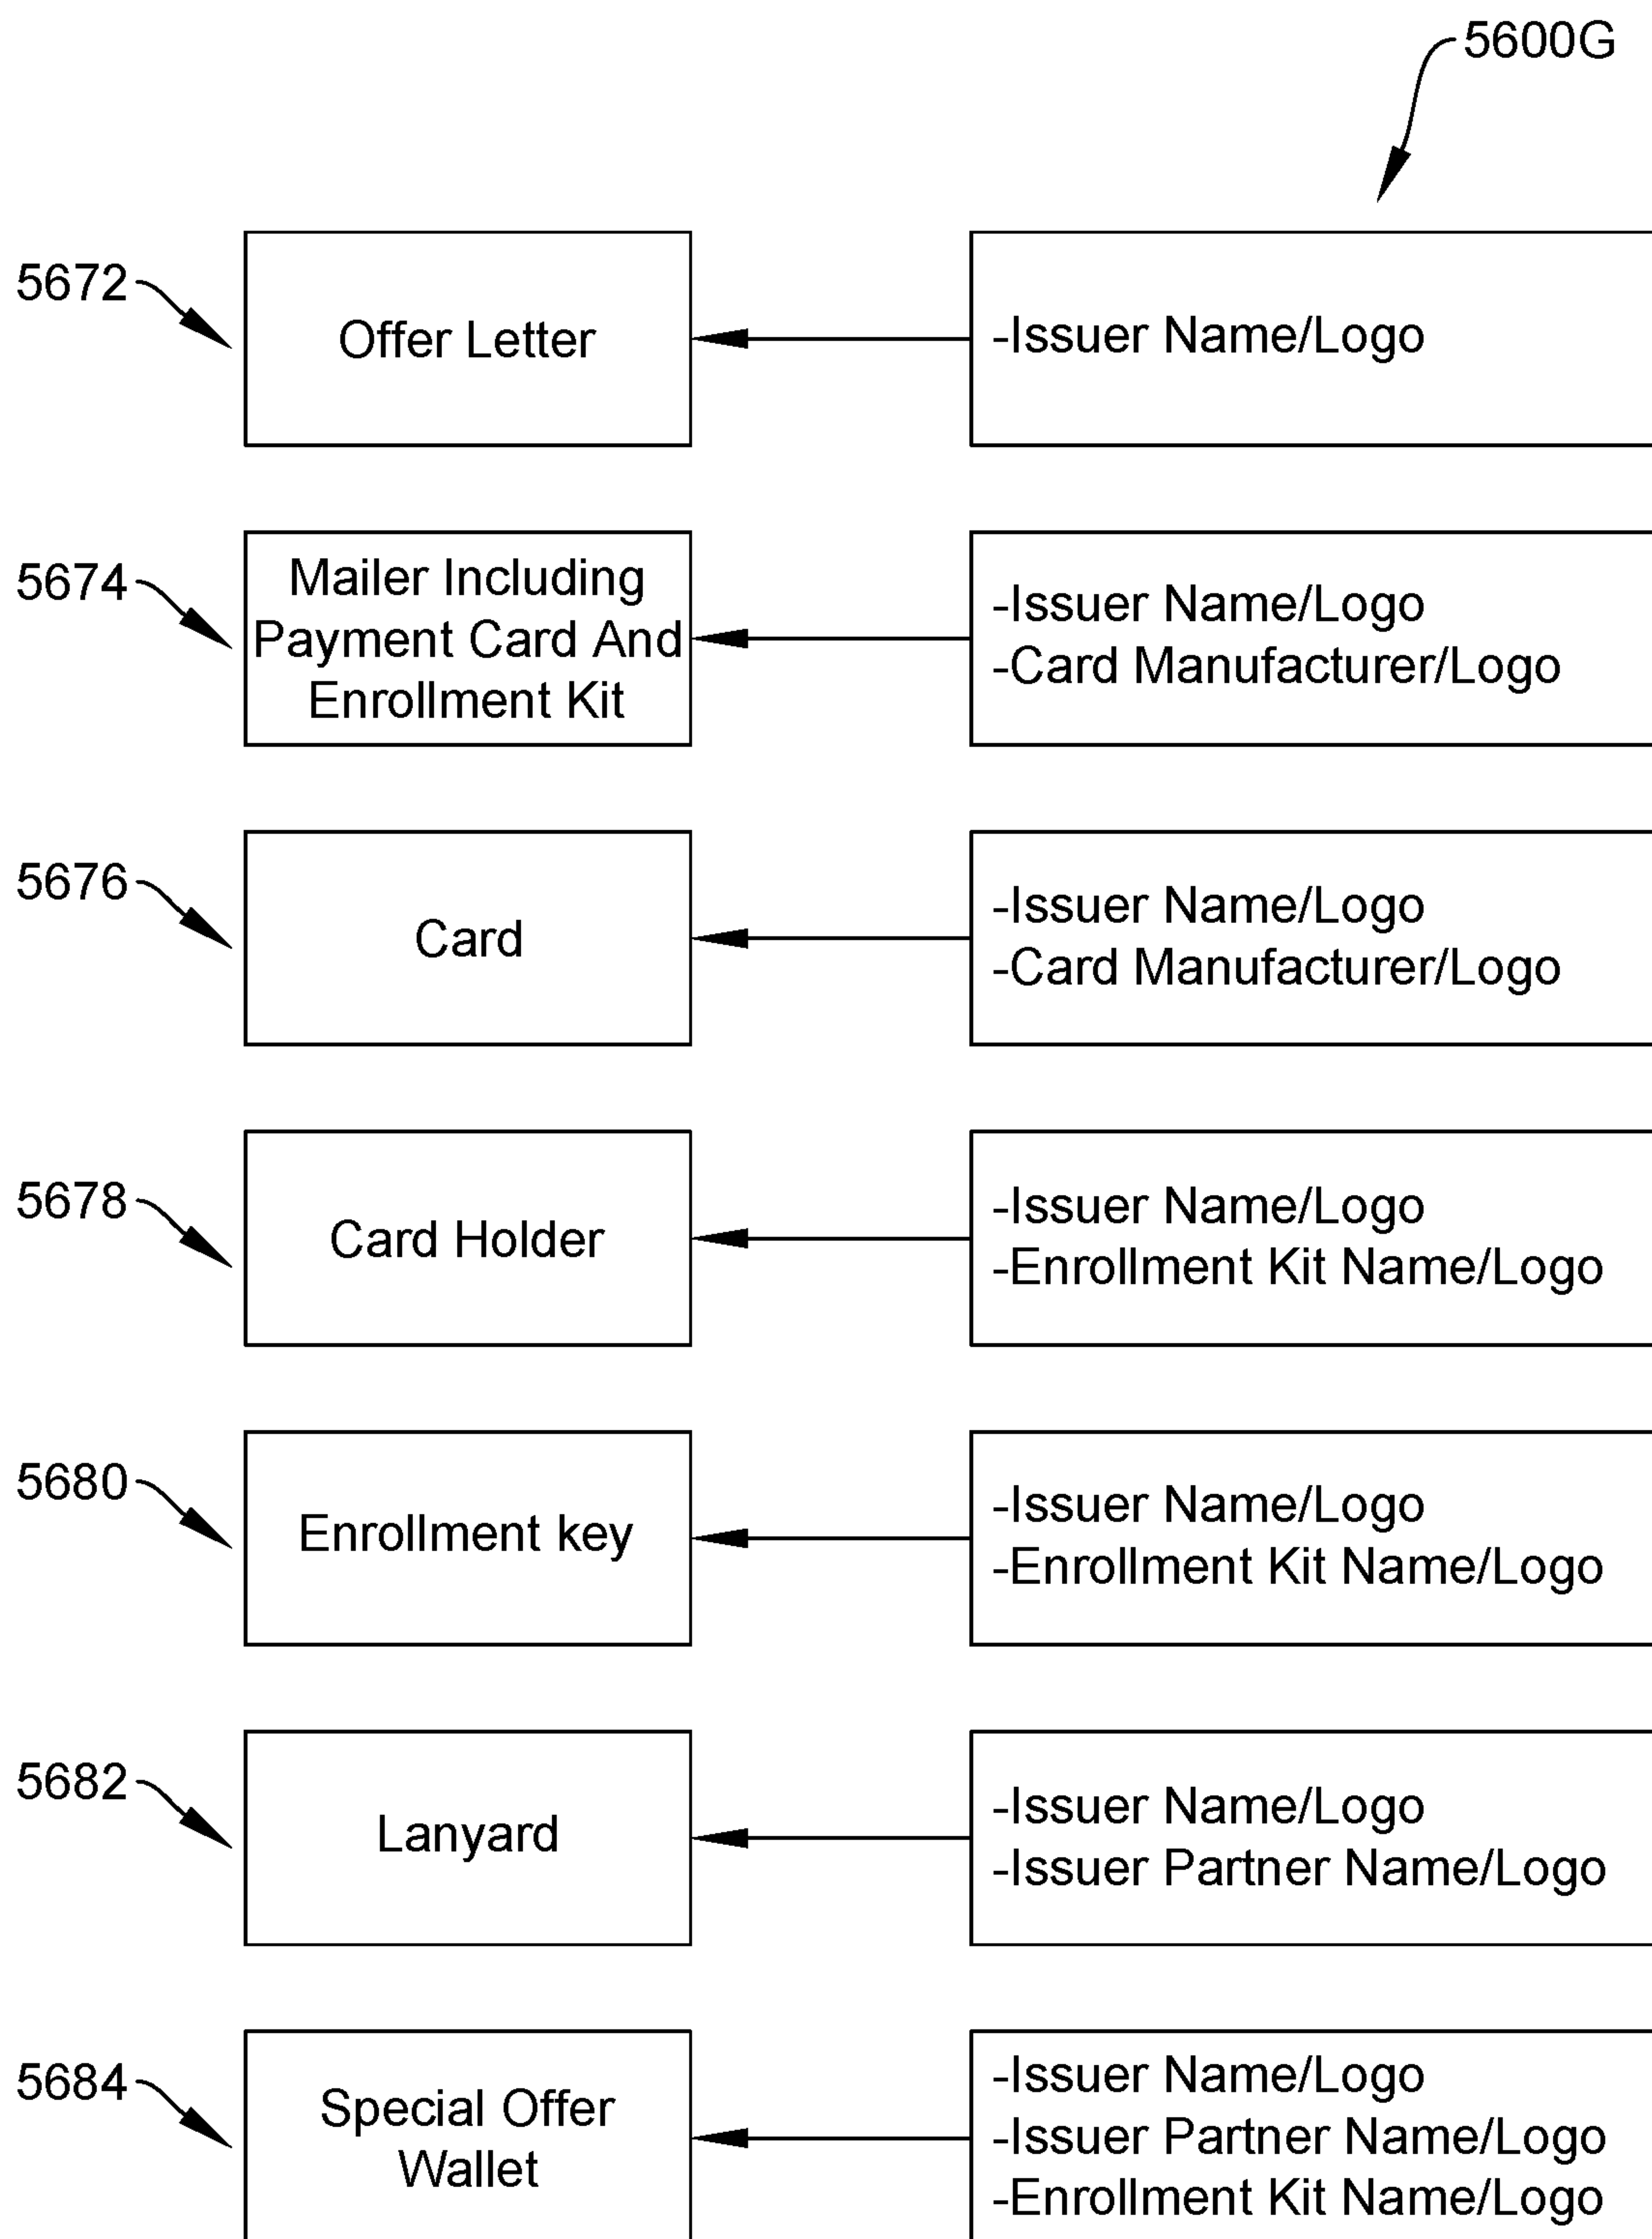 5600G
5672
Offer Letter
-Issuer Name/Logo
5674
Mailer Including
Payment Card And
Enrollment Kit
-Issuer Name/Logo
-Card Manufacturer/Logo
5676
Card
-Issuer Name/Logo
-Card Manufacturer/Logo
5678
Card Holder
-Issuer Name/Logo
-Enrollment Kit Name/Logo
5680
Enrollment key
-Issuer Name/Logo
-Enrollment Kit Name/Logo
5682
Lanyard
-Issuer Name/Logo
-Issuer Partner Name/Logo
5684
Special Offer
Wallet
-Issuer Name/Logo
-Issuer Partner Name/Logo
-Enrollment Kit Name/Logo